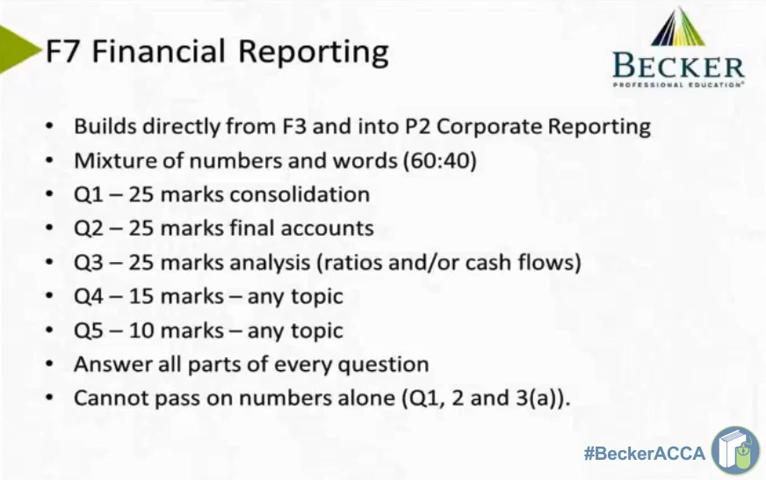 F7 Financial Reporting
BECKER
PROFESSIONAL EDUCATION®
• Builds directly from F3 and into P2 Corporate Reporting
• Mixture of numbers and words (60:40)
• Q1 – 25 marks consolidation
• Q2 – 25 marks final accounts
• Q3 – 25 marks analysis (ratios and/or cash flows)
• Q4 – 15 marks – any topic
• Q5 – 10 marks – any topic
• Answer all parts of every question
• Cannot pass on numbers alone (Q1, 2 and 3(a)).
#BeckerACCA